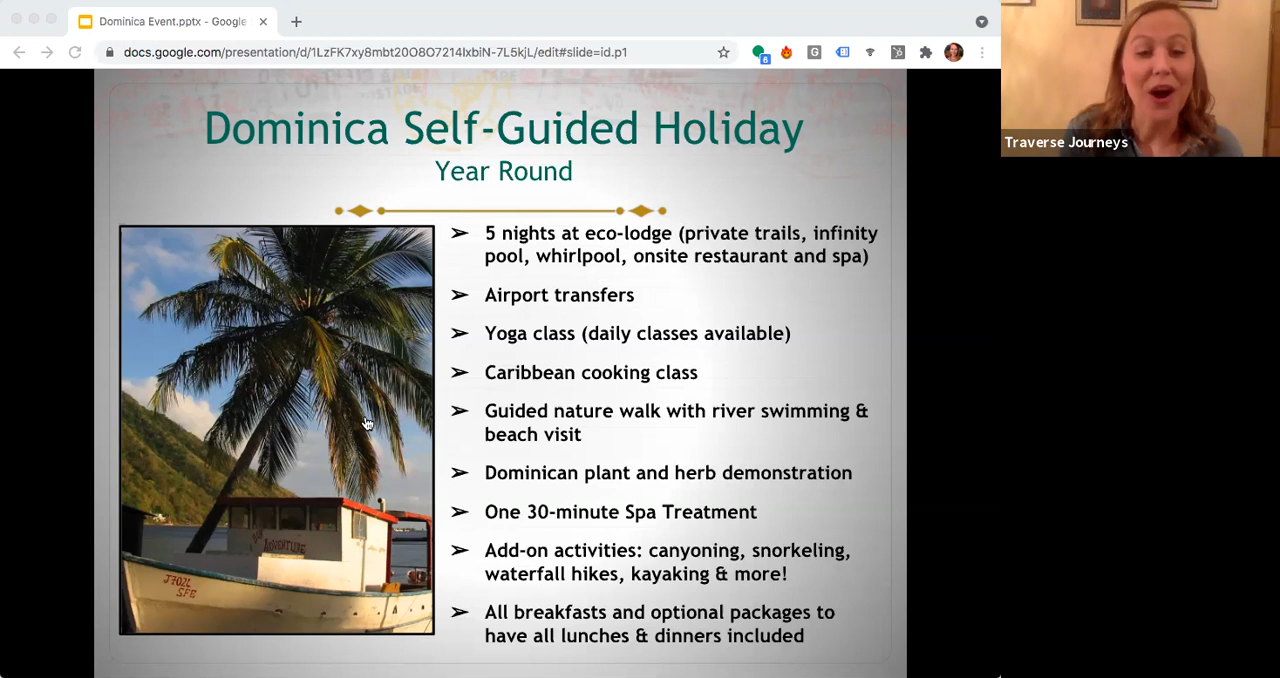 Dominica Event.pptx - Google
docs.google.com/presentation/d/1LzFK7xy8mbt20O8O7214IxbiN-7L5kjL/edit#slide=id.p1
6
G
Traverse Journeys
Dominica Self-Guided Holiday
Year Round
➢ 5 nights at eco-lodge (private trails, infinity
pool, whirlpool, onsite restaurant and spa)
➢ Airport transfers
➢ Yoga class (daily classes available)
➢ Caribbean cooking class
➢ Guided nature walk with river swimming &
beach visit
➢ Dominican plant and herb demonstration
➢ One 30-minute Spa Treatment
➢ Add-on activities: canyoning, snorkeling,
waterfall hikes, kayaking & more!
➢ All breakfasts and optional packages to
have all lunches & dinners included
ADVENTURE
J702L